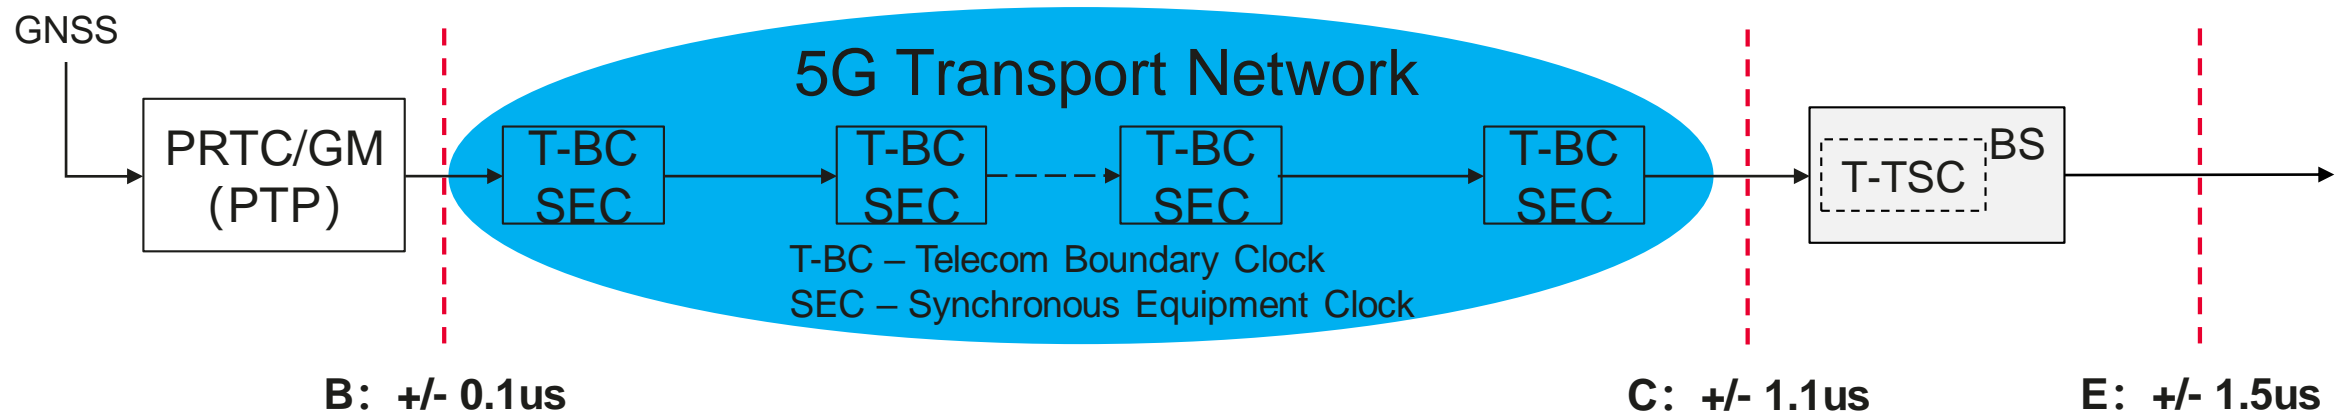 GNSS
5G Transport Network
PRTC/GM
(PTP)
T-BC
SEC
T-BC
SEC
T-BC
SEC
T-BC
SEC
BS
T-TSC
T-BC – Telecom Boundary Clock
SEC – Synchronous Equipment Clock
B: +/- 0.1us
C: +/- 1.1us
E: +/- 1.5us